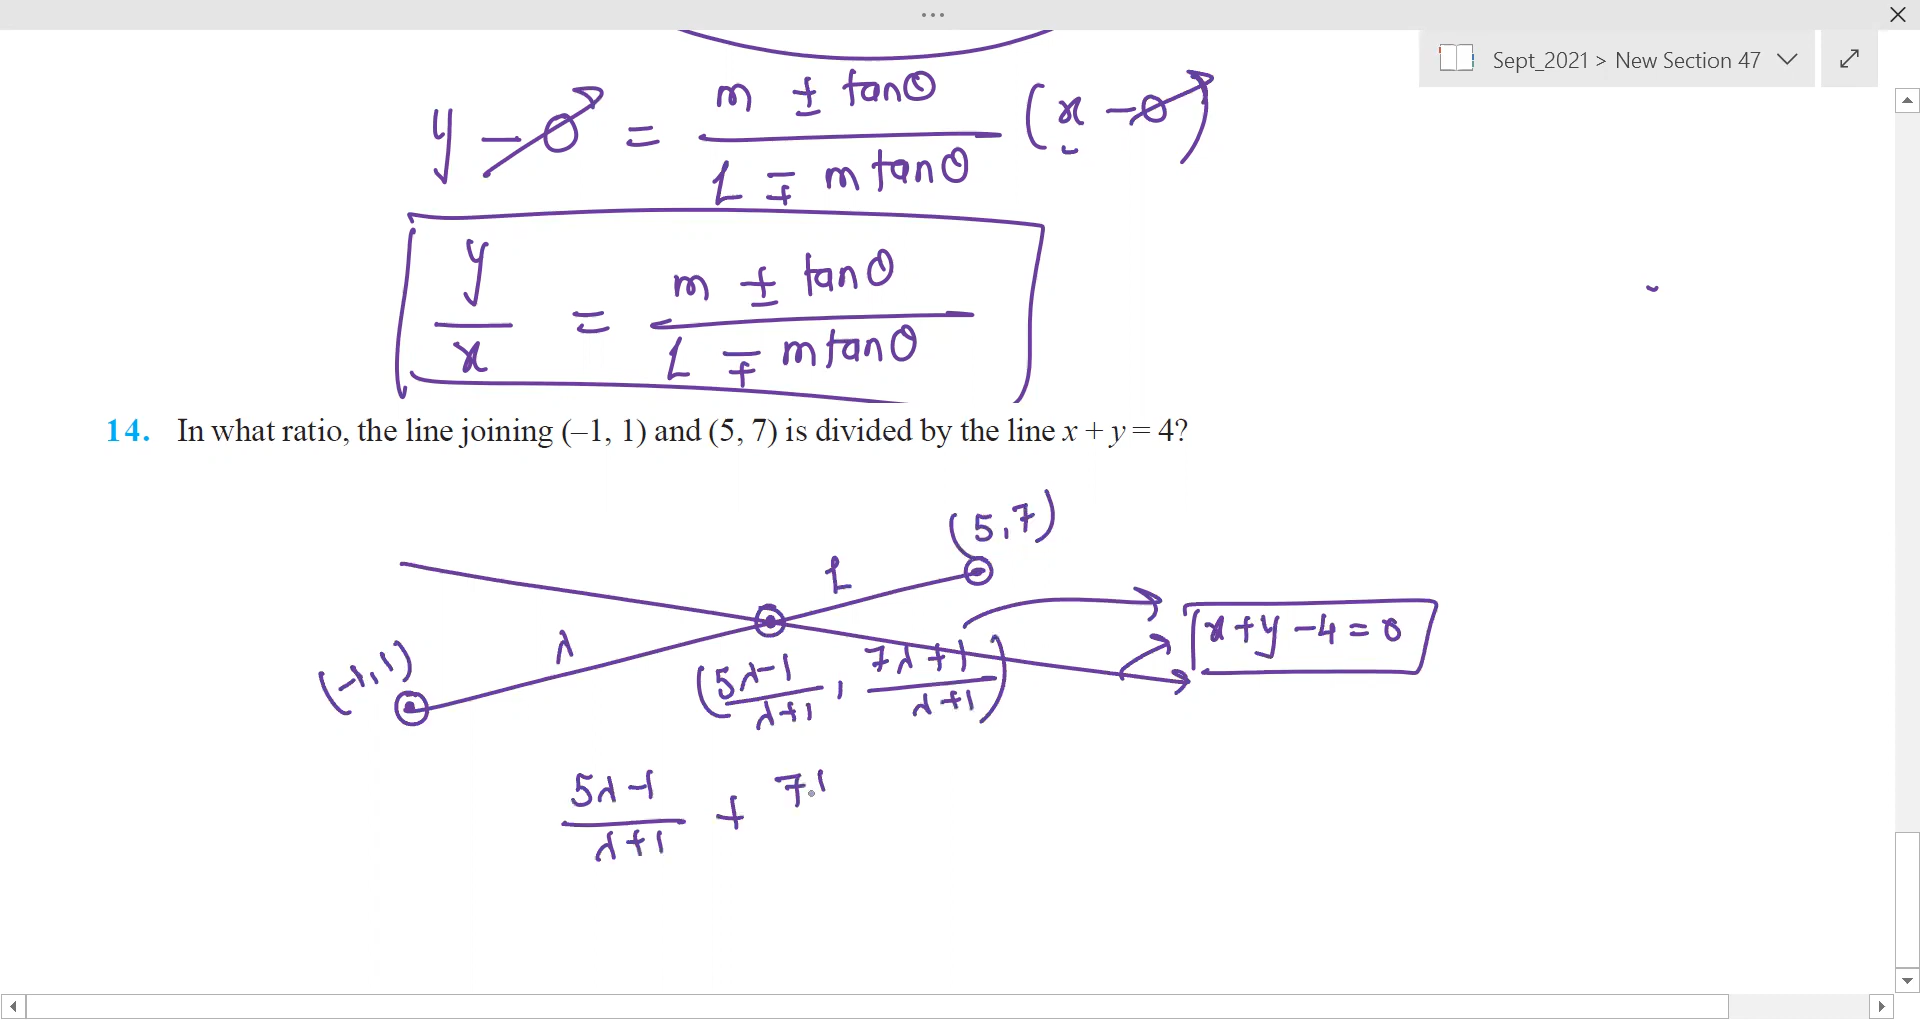 Sept_2021 > New Section 47
y − 0 = (m ± tanθ)/(1 ∓ m tanθ) (x − 0)
y/x = (m ± tanθ)/(1 ∓ m tanθ)
14. In what ratio, the line joining (–1, 1) and (5, 7) is divided by the line x + y = 4?
(5,7)
1
x+y−4=0
λ
(−1,1)
((5λ−1)/(λ+1), (7λ+1)/(λ+1))
(5λ−1)/(λ+1) + 7